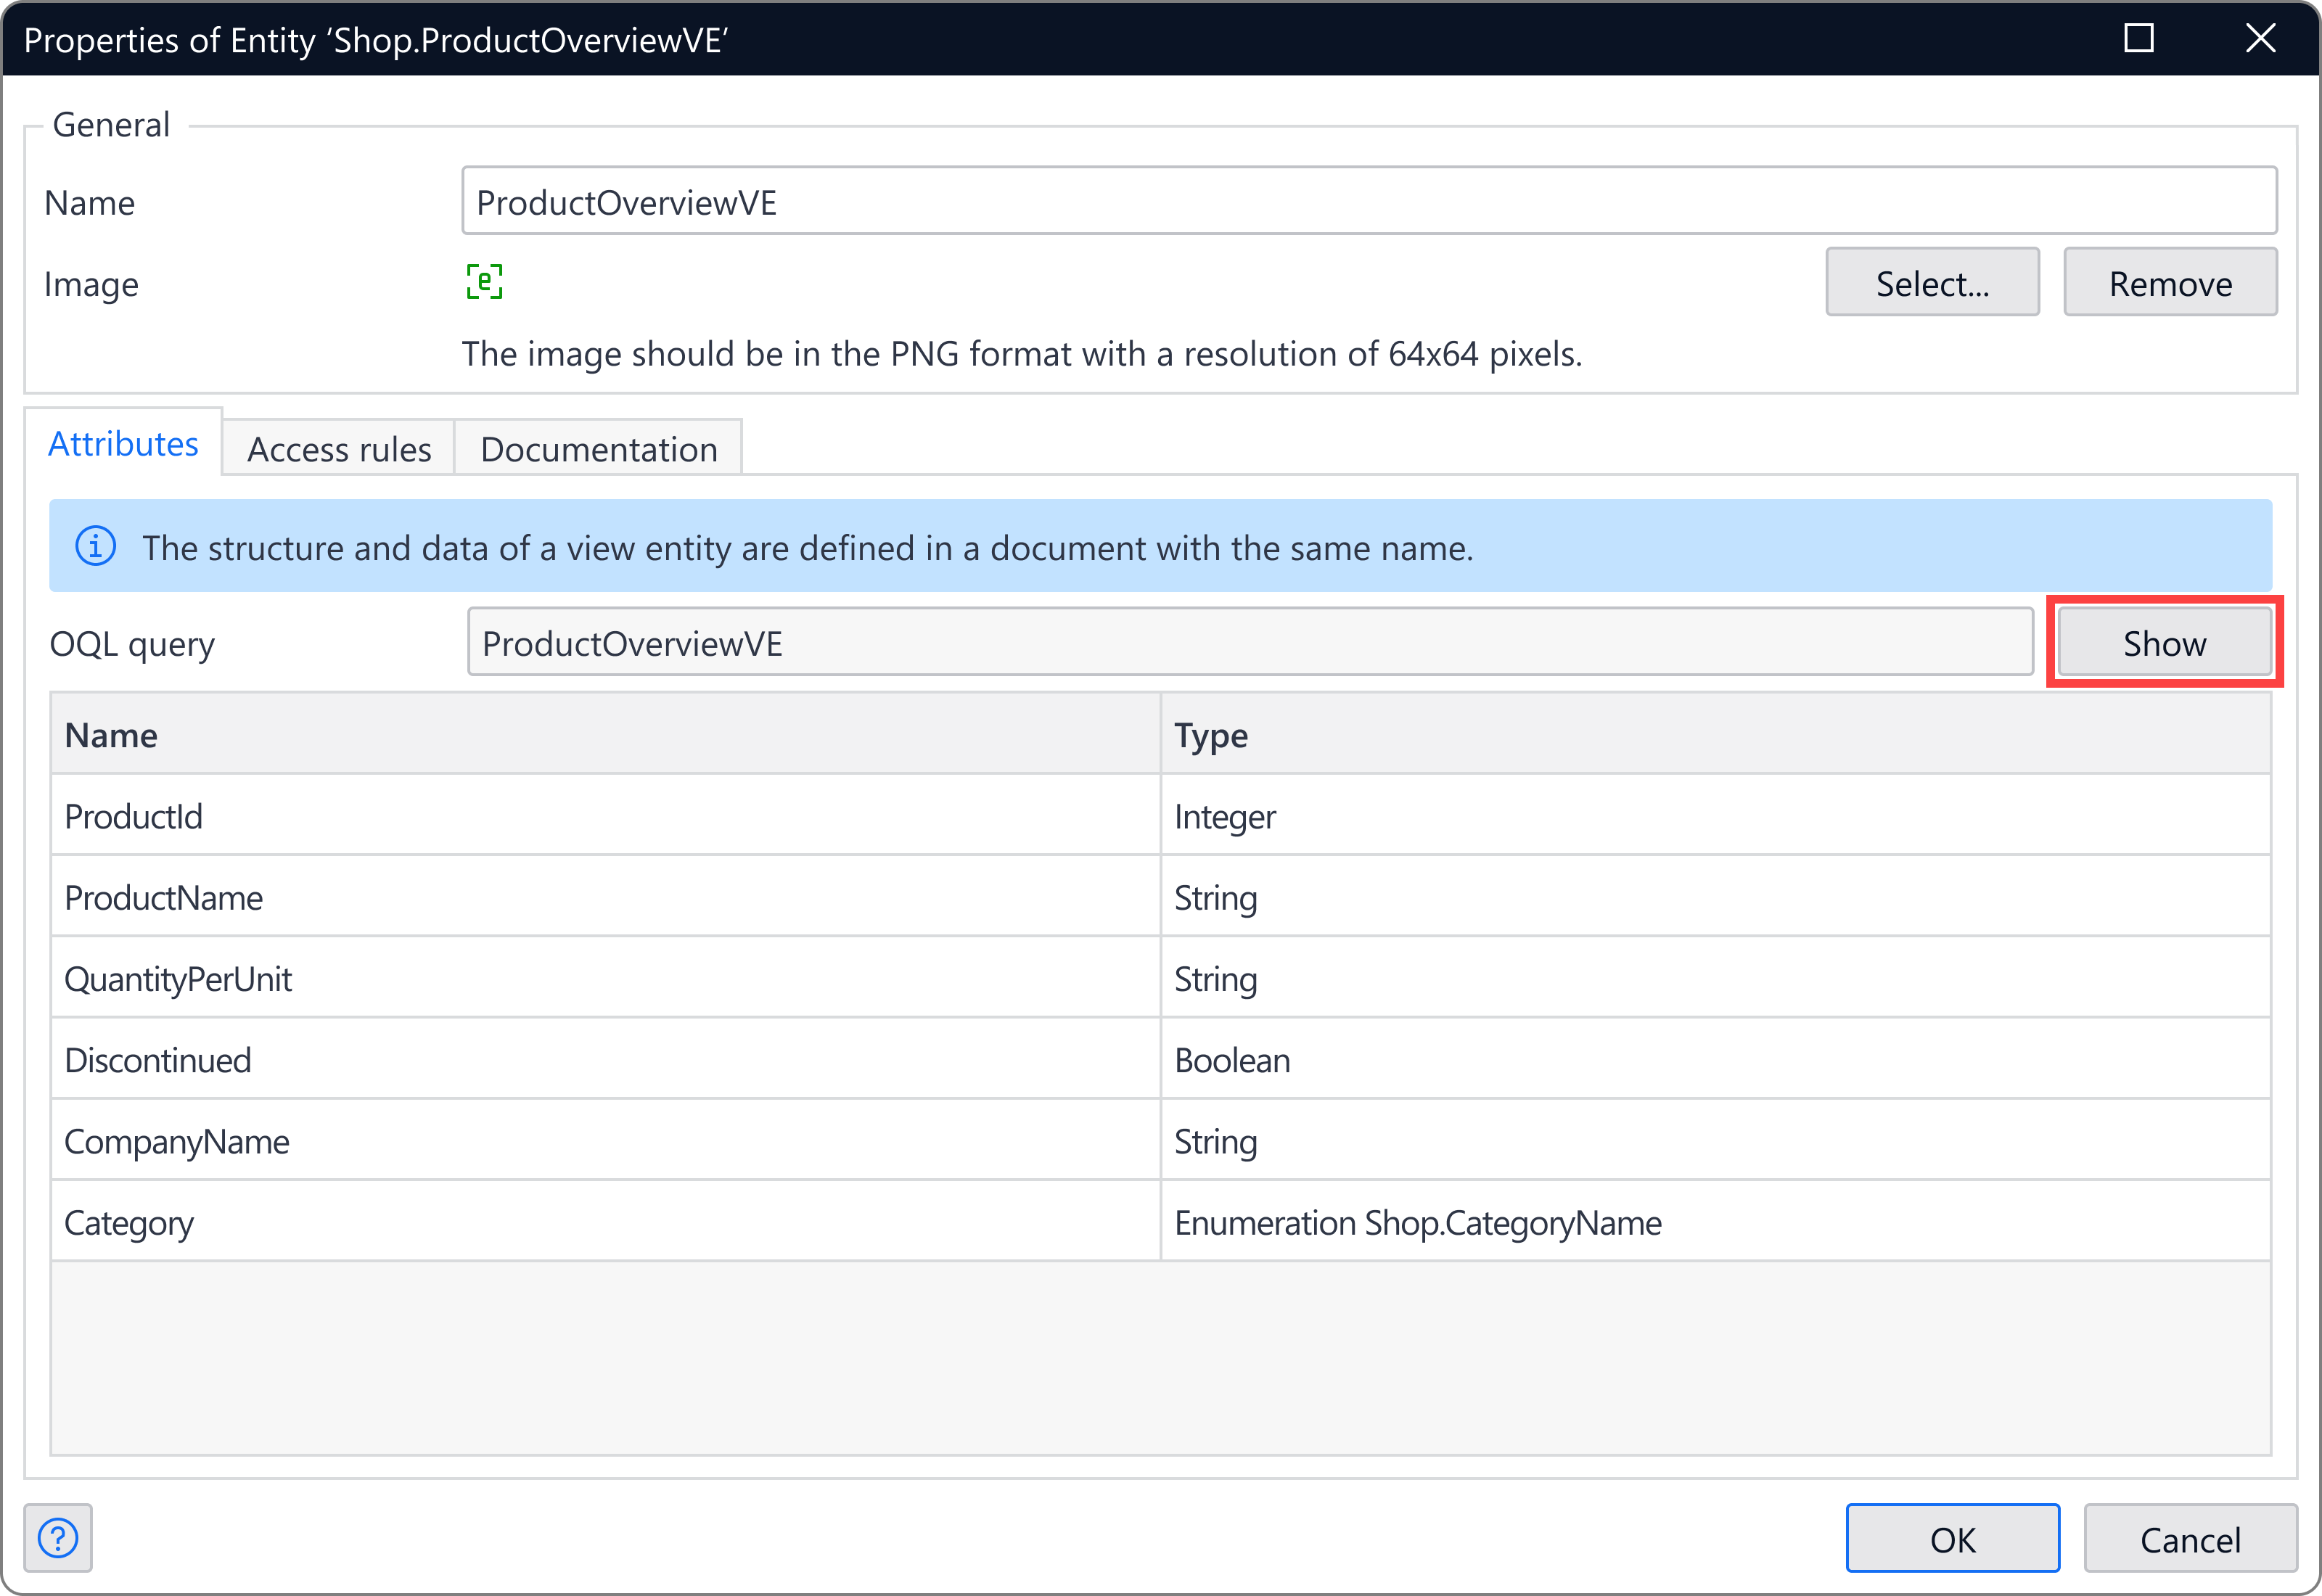 Properties of Entity ‘Shop.ProductOverviewVE’
General
Name
ProductOverviewVE
Image
Select...
Remove
The image should be in the PNG format with a resolution of 64x64 pixels.
Attributes
Access rules
Documentation
The structure and data of a view entity are defined in a document with the same name.
OQL query
ProductOverviewVE
Show
Name
Type
ProductId
Integer
ProductName
String
QuantityPerUnit
String
Discontinued
Boolean
CompanyName
String
Category
Enumeration Shop.CategoryName
OK
Cancel